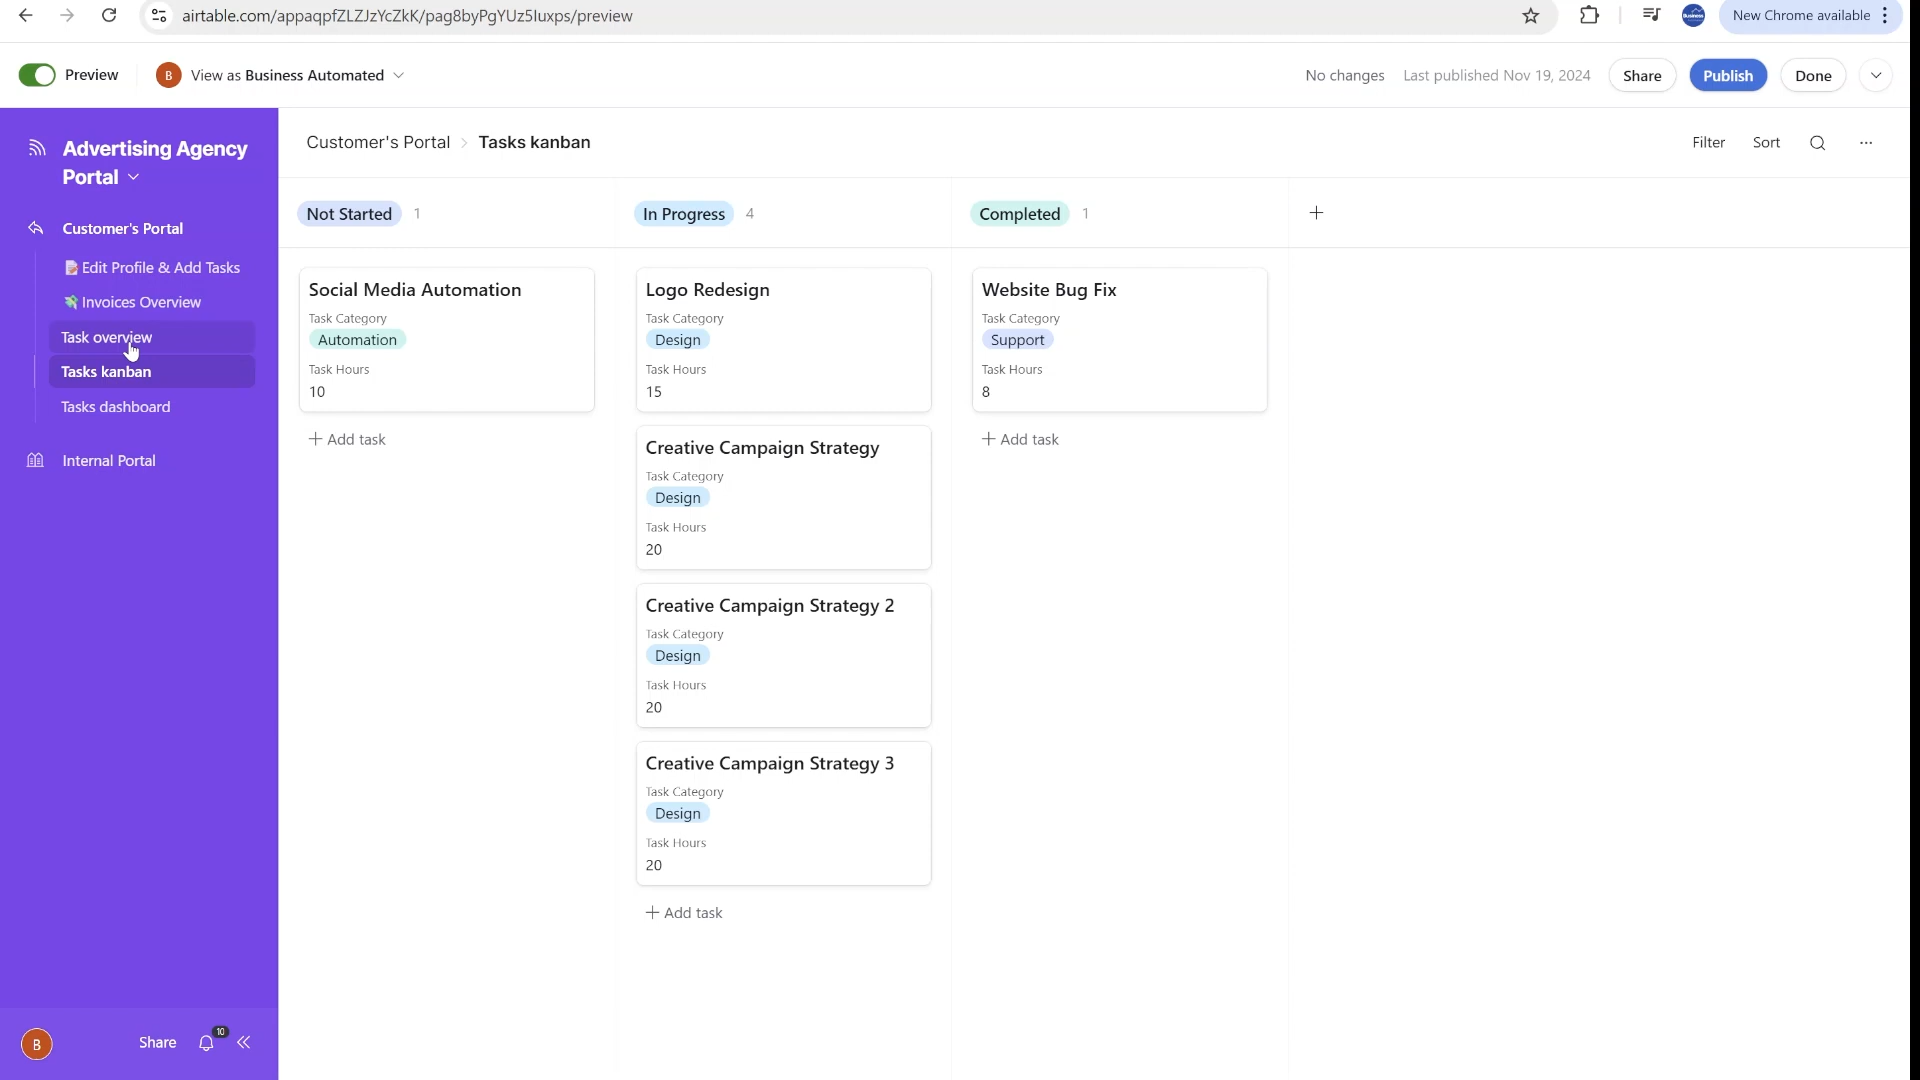 airtable.com/appaqpfZLZJzYcZkK/pag8byPgYUz5Iuxps/preview
New Chrome available
Preview
B
View as Business Automated
No changes
Last published Nov 19, 2024
Share
Publish
Done
Advertising Agency
Portal
Customer's Portal
📝Edit Profile & Add Tasks
💸Invoices Overview
Task overview
Tasks kanban
Tasks dashboard
Internal Portal
B
Share
10
Customer's Portal > Tasks kanban
Filter
Sort
Not Started 1
Social Media Automation
Task Category
Automation
Task Hours
10
+ Add task
In Progress 4
Logo Redesign
Task Category
Design
Task Hours
15
Creative Campaign Strategy
Task Category
Design
Task Hours
20
Creative Campaign Strategy 2
Task Category
Design
Task Hours
20
Creative Campaign Strategy 3
Task Category
Design
Task Hours
20
+ Add task
Completed 1
Website Bug Fix
Task Category
Support
Task Hours
8
+ Add task